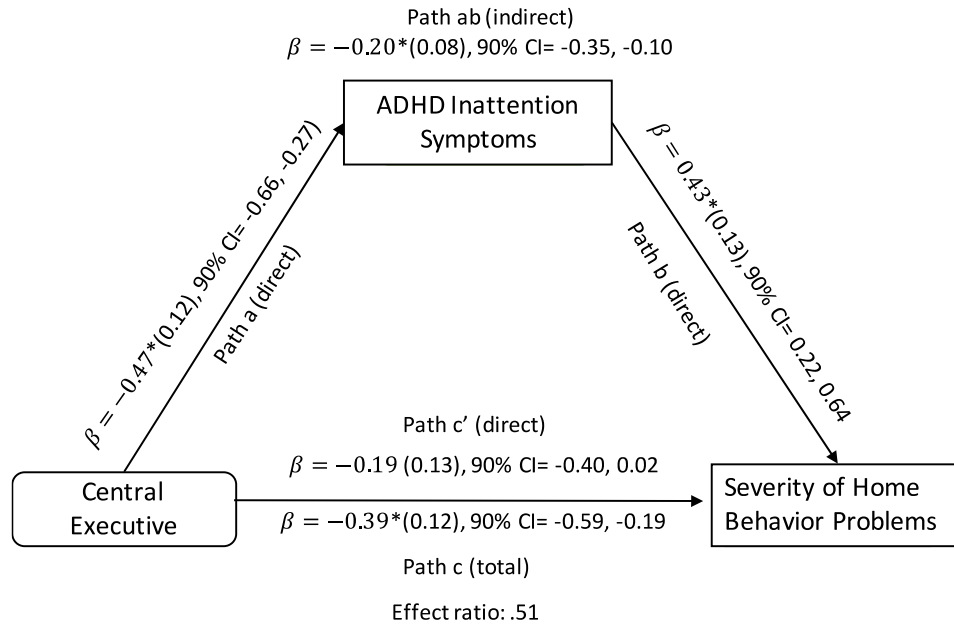 Path ab (indirect)
β = −0.20*(0.08), 90% CI= -0.35, -0.10
ADHD Inattention
Symptoms
β = −0.47*(0.12), 90% CI= -0.66, -0.27)
Path a (direct)
β = 0.43*(0.13), 90% CI= 0.22, 0.64
Path b (direct)
Path c’ (direct)
β = −0.19 (0.13), 90% CI= -0.40, 0.02
Central
Executive
Severity of Home
Behavior Problems
β = −0.39*(0.12), 90% CI= -0.59, -0.19
Path c (total)
Effect ratio: .51